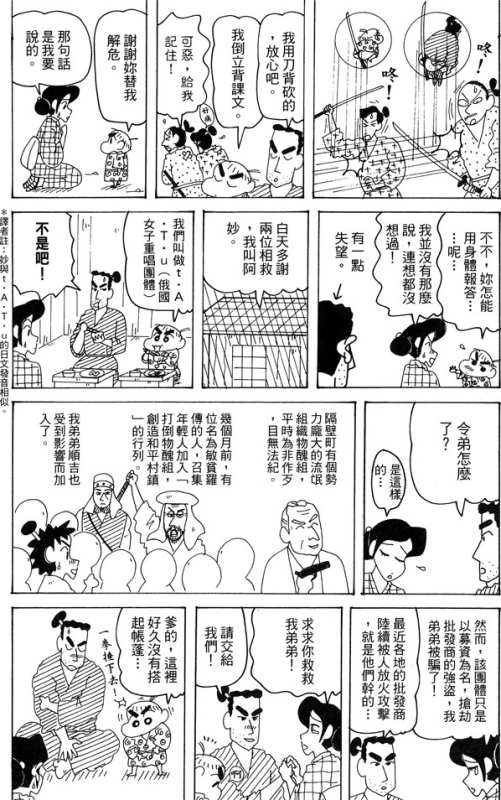 咚!
咚!
我用刀背砍的
,放心吧。
我倒立背課文。
可惡,給我
記住!
謝謝妳替我
解危。
那句話
是我要
說的。
不不,妳怎能
用身體報答…
…呢。
我並沒有那麼
說,連想都沒
想過!
有一點
失望。
白天多謝
兩位相救
,我叫阿
妙。
我們叫做t・A
・T・u(俄國
女子重唱團體)
不是吧!
*譯者註:妙與t・A・T・u的日文發音相似。
令弟怎麼
了?
是這樣
的…
隔壁町有個勢
力龐大的流氓
組織物醜組,
平時為非作歹
,目無法紀。
幾個月前,有
位名為敏貧羅
傳的人,召集
年輕人加入「
打倒物醜組,
創造和平村鎮
」的行列。
我弟弟順吉也
受到影響而加
入了。
然而,該團體只是
以募資為名,搶劫
批發商的強盜,我
弟弟被騙了!
最近各地的批發商
陸續被人放火攻擊
,就是他們幹的…
求求你救救
我弟弟!
請交給
我們!
爹的,這裡
好久沒有搭
起帳蓬…
一拳捶下去!